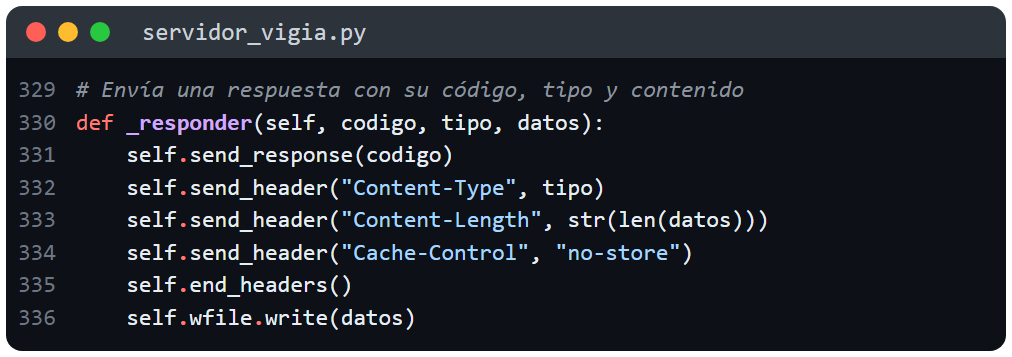 servidor_vigia.py
329 # Envía una respuesta con su código, tipo y contenido
330 def _responder(self, codigo, tipo, datos):
331     self.send_response(codigo)
332     self.send_header("Content-Type", tipo)
333     self.send_header("Content-Length", str(len(datos)))
334     self.send_header("Cache-Control", "no-store")
335     self.end_headers()
336     self.wfile.write(datos)